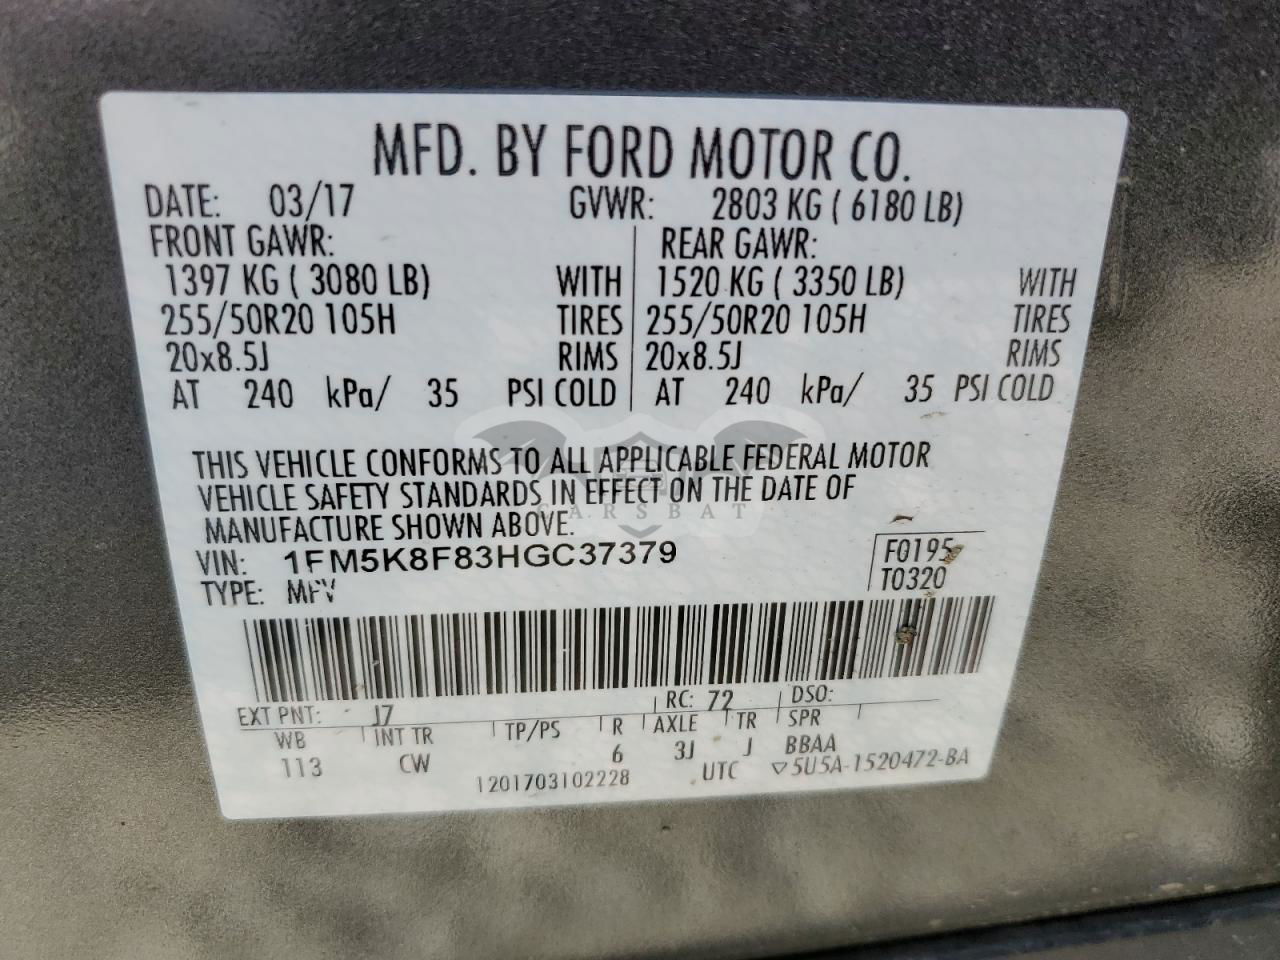 MFD. BY FORD MOTOR CO.
DATE: 03/17 GVWR: 2803 KG ( 6180 LB)
FRONT GAWR: REAR GAWR:
1397 KG ( 3080 LB) WITH 1520 KG ( 3350 LB) WITH
255/50R20 105H TIRES 255/50R20 105H TIRES
20x8.5J RIMS 20x8.5J RIMS
AT 240 kPa/ 35 PSI COLD AT 240 kPa/ 35 PSI COLD
THIS VEHICLE CONFORMS TO ALL APPLICABLE FEDERAL MOTOR
VEHICLE SAFETY STANDARDS IN EFFECT ON THE DATE OF
CARSBAT
MANUFACTURE SHOWN ABOVE.
VIN: 1FM5K8F83HGC37379 F0195
TYPE: MPV T0320
EXT PNT: J7 RC: 72 DSO:
WB INT TR TP/PS R AXLE TR SPR
113 CW 6 3J J BBAA
1201703102228 UTC ▽5U5A-1520472-BA